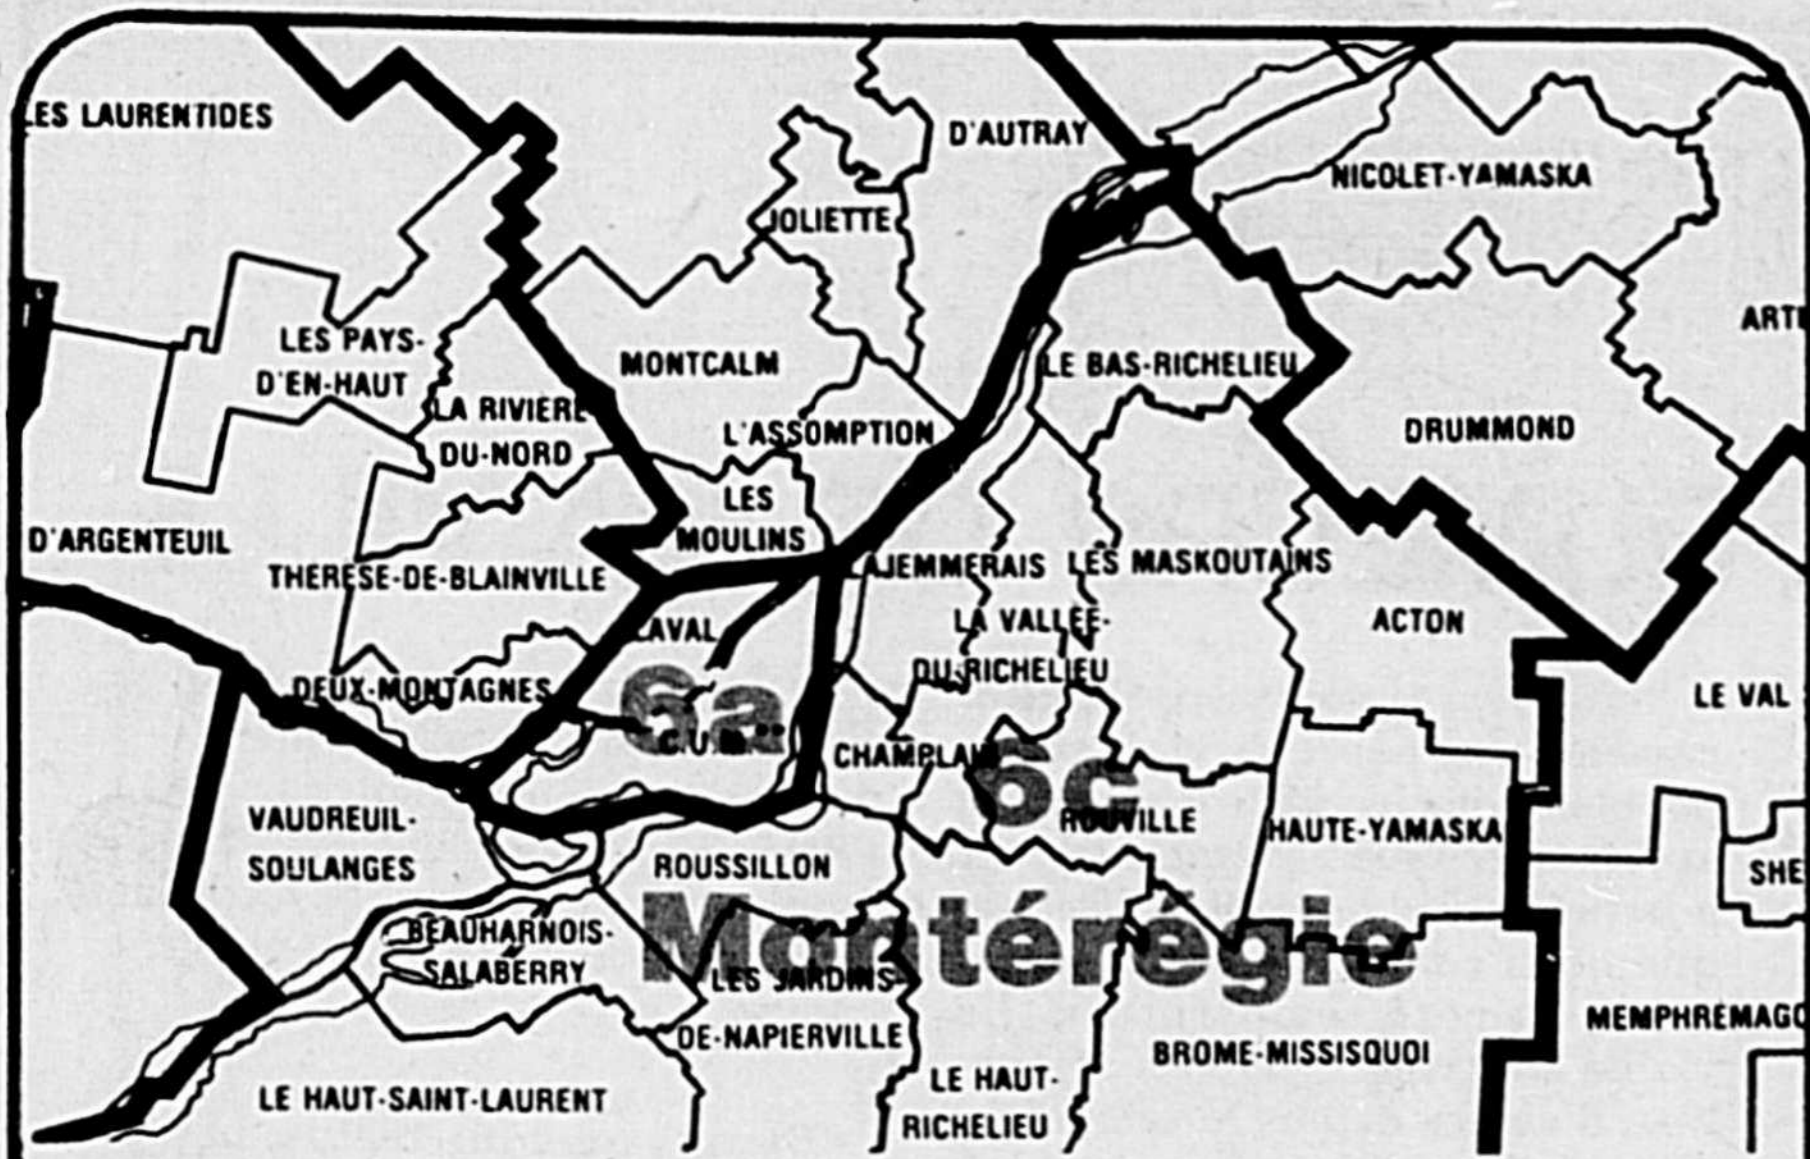 LES LAURENTIDES
D'AUTRAY
NICOLET-YAMASKA
JOLIETTE
ARTH
LES PAYS-
D'EN-HAUT
MONTCALM
LE BAS-RICHELIEU
LA RIVIERE
DU-NORD
L'ASSOMPTION
DRUMMOND
LES
MOULINS
D'ARGENTEUIL
THERESE-DE-BLAINVILLE
LAJEMMERAIS
LES MASKOUTAINS
LAVAL
LA VALLÉE-
DU-RICHELIEU
ACTON
DEUX-MONTAGNES
6a
C.U.M.**
LE VAL
CHAMPLAIN
6c
VAUDREUIL-
SOULANGES
ROUVILLE
HAUTE-YAMASKA
ROUSSILLON
SHE
Montérégie
BEAUHARNOIS-
SALABERRY
LES JARDINS-
DE-NAPIERVILLE
MEMPHREMAGO
BROME-MISSISQUOI
LE HAUT-SAINT-LAURENT
LE HAUT-
RICHELIEU